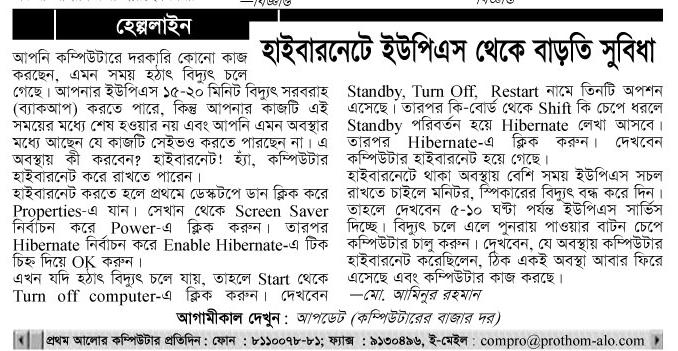 হেল্পলাইন
হাইবারনেটে ইউপিএস থেকে বাড়তি সুবিধা
আপনি কম্পিউটারে দরকারি কোনো কাজ
করছেন, এমন সময় হঠাৎ বিদ্যুৎ চলে
গেছে। আপনার ইউপিএস ১৫-২০ মিনিট বিদ্যুৎ সরবরাহ
(ব্যাকআপ) করতে পারে, কিন্তু আপনার কাজটি এই
সময়ের মধ্যে শেষ হওয়ার নয় এবং আপনি এমন অবস্থার
মধ্যে আছেন যে কাজটি সেইভও করতে পারছেন না। এ
অবস্থায় কী করবেন? হাইবারনেট! হ্যাঁ, কম্পিউটার
হাইবারনেট করে রাখতে পারেন।
হাইবারনেট করতে হলে প্রথমে ডেস্কটপে ডান ক্লিক করে
Properties-এ যান। সেখান থেকে Screen Saver
নির্বাচন করে Power-এ ক্লিক করুন। তারপর
Hibernate নির্বাচন করে Enable Hibernate-এ টিক
চিহ্ন দিয়ে OK করুন।
এখন যদি হঠাৎ বিদ্যুৎ চলে যায়, তাহলে Start থেকে
Turn off computer-এ ক্লিক করুন। দেখবেন
Standby, Turn Off, Restart নামে তিনটি অপশন
এসেছে। তারপর কি-বোর্ড থেকে Shift কি চেপে ধরলে
Standby পরিবর্তন হয়ে Hibernate লেখা আসবে।
তারপর Hibernate-এ ক্লিক করুন। দেখবেন
কম্পিউটার হাইবারনেট হয়ে গেছে।
হাইবারনেটে থাকা অবস্থায় বেশি সময় ইউপিএস সচল
রাখতে চাইলে মনিটর, স্পিকারের বিদ্যুৎ বন্ধ করে দিন।
তাহলে দেখবেন ৫-১০ ঘণ্টা পর্যন্ত ইউপিএস সার্ভিস
দিচ্ছে। বিদ্যুৎ চলে এলে পুনরায় পাওয়ার বাটন চেপে
কম্পিউটার চালু করুন। দেখবেন, যে অবস্থায় কম্পিউটার
হাইবারনেট করেছিলেন, ঠিক একই অবস্থা আবার ফিরে
এসেছে এবং কম্পিউটার কাজ করছে।
—মো. আমিনুর রহমান
আগামীকাল দেখুন : আপডেট (কম্পিউটারের বাজার দর)
প্রথম আলোর কম্পিউটার প্রতিদিন : ফোন : ৮১১০০৭৮-৮১; ফ্যাক্স : ৯১৩০৪৯৬, ই-মেইল : compro@prothom-alo.com